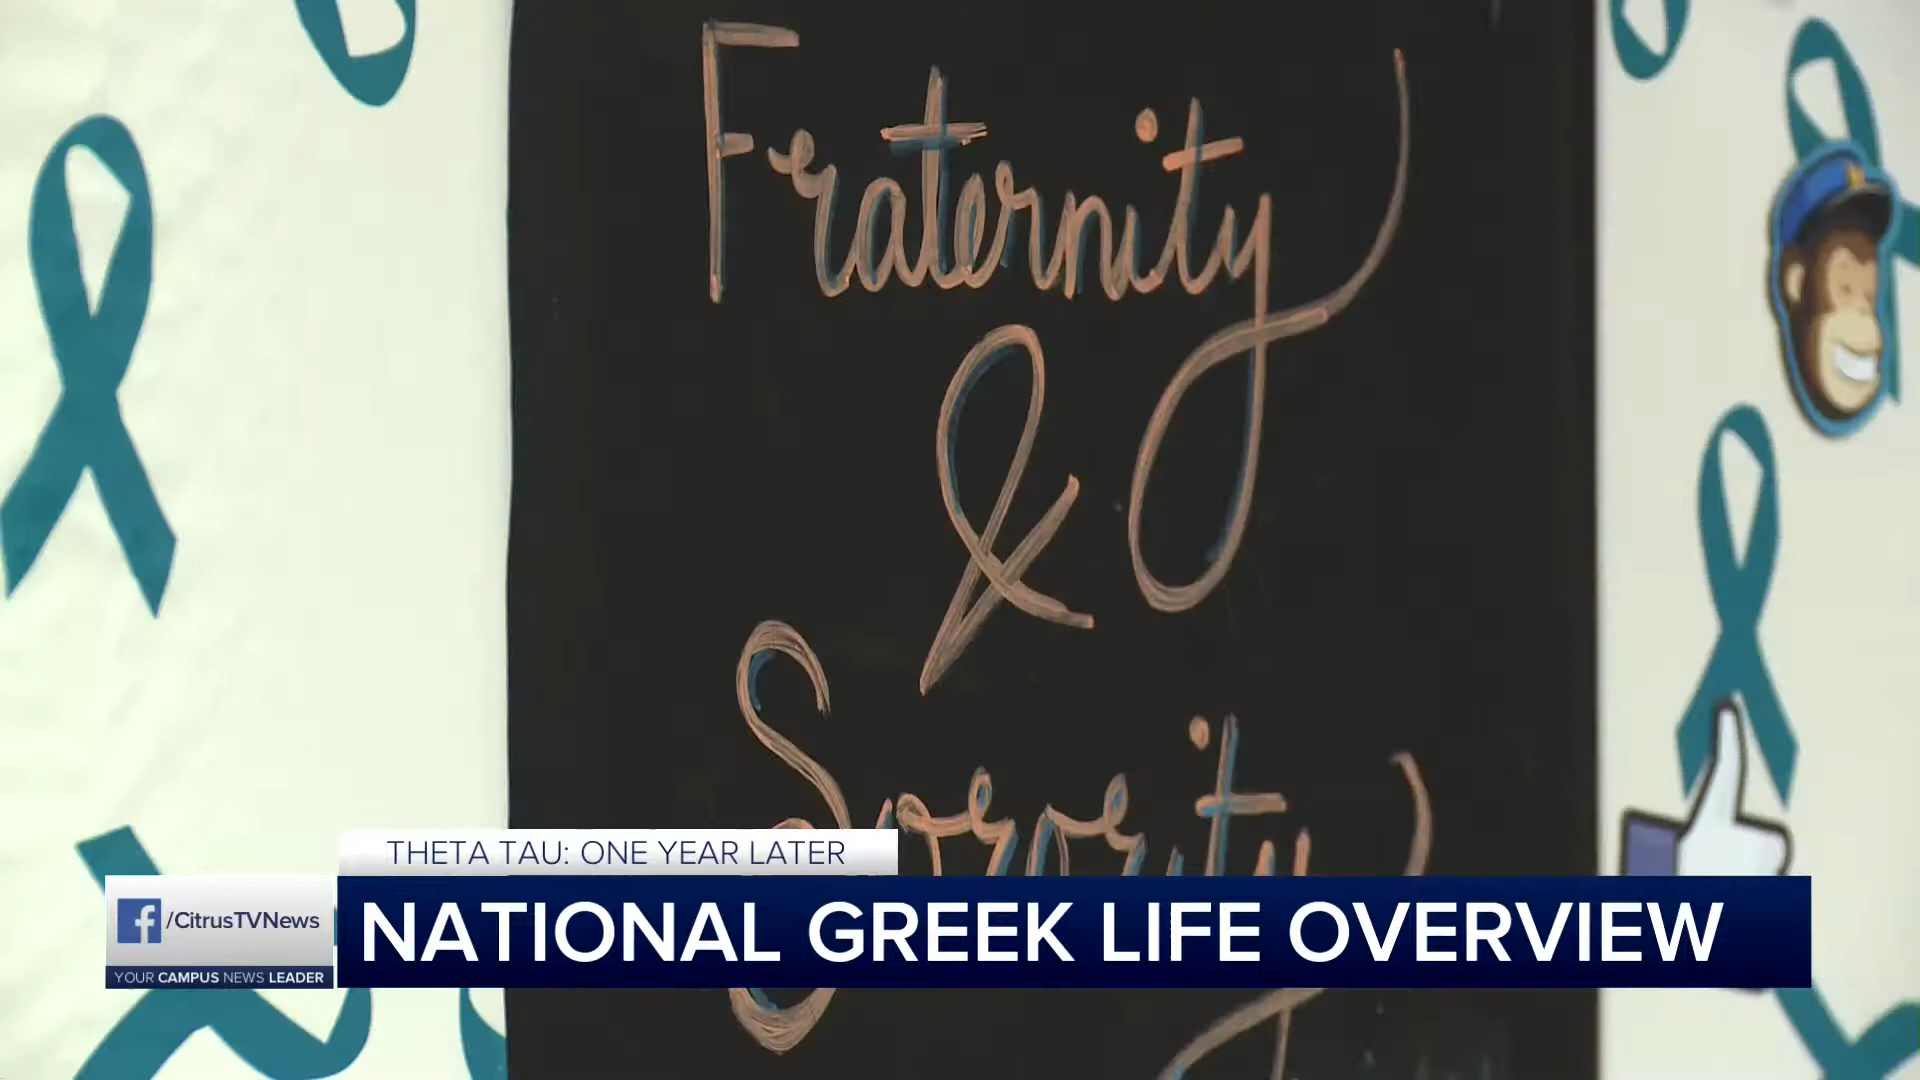 Fraternity
&
Sorority
THETA TAU: ONE YEAR LATER
/CitrusTVNews
NATIONAL GREEK LIFE OVERVIEW
YOUR CAMPUS NEWS LEADER